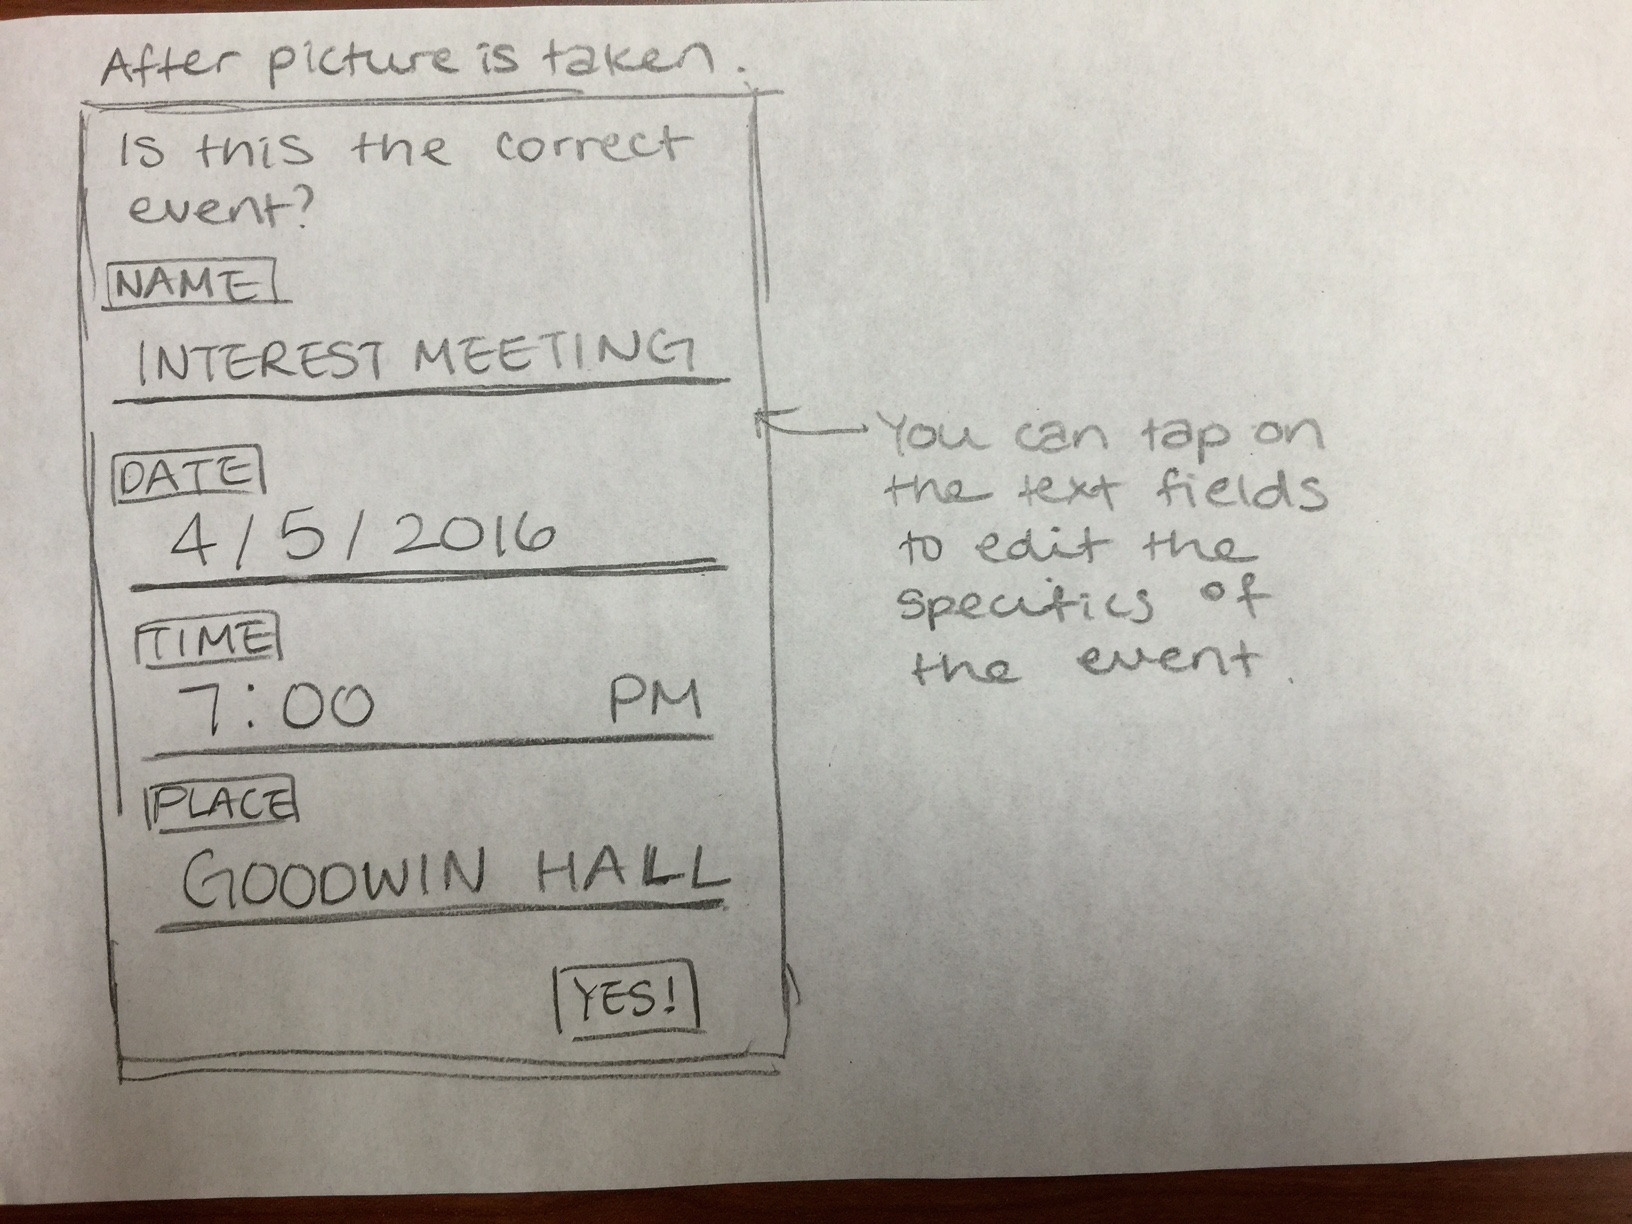 After picture is taken.
Is this the correct
event?
NAME
INTEREST MEETING
DATE
4/5/2016
TIME
7:00 PM
PLACE
GOODWIN HALL
YES!
You can tap on
the text fields
to edit the
specifics of
the event.